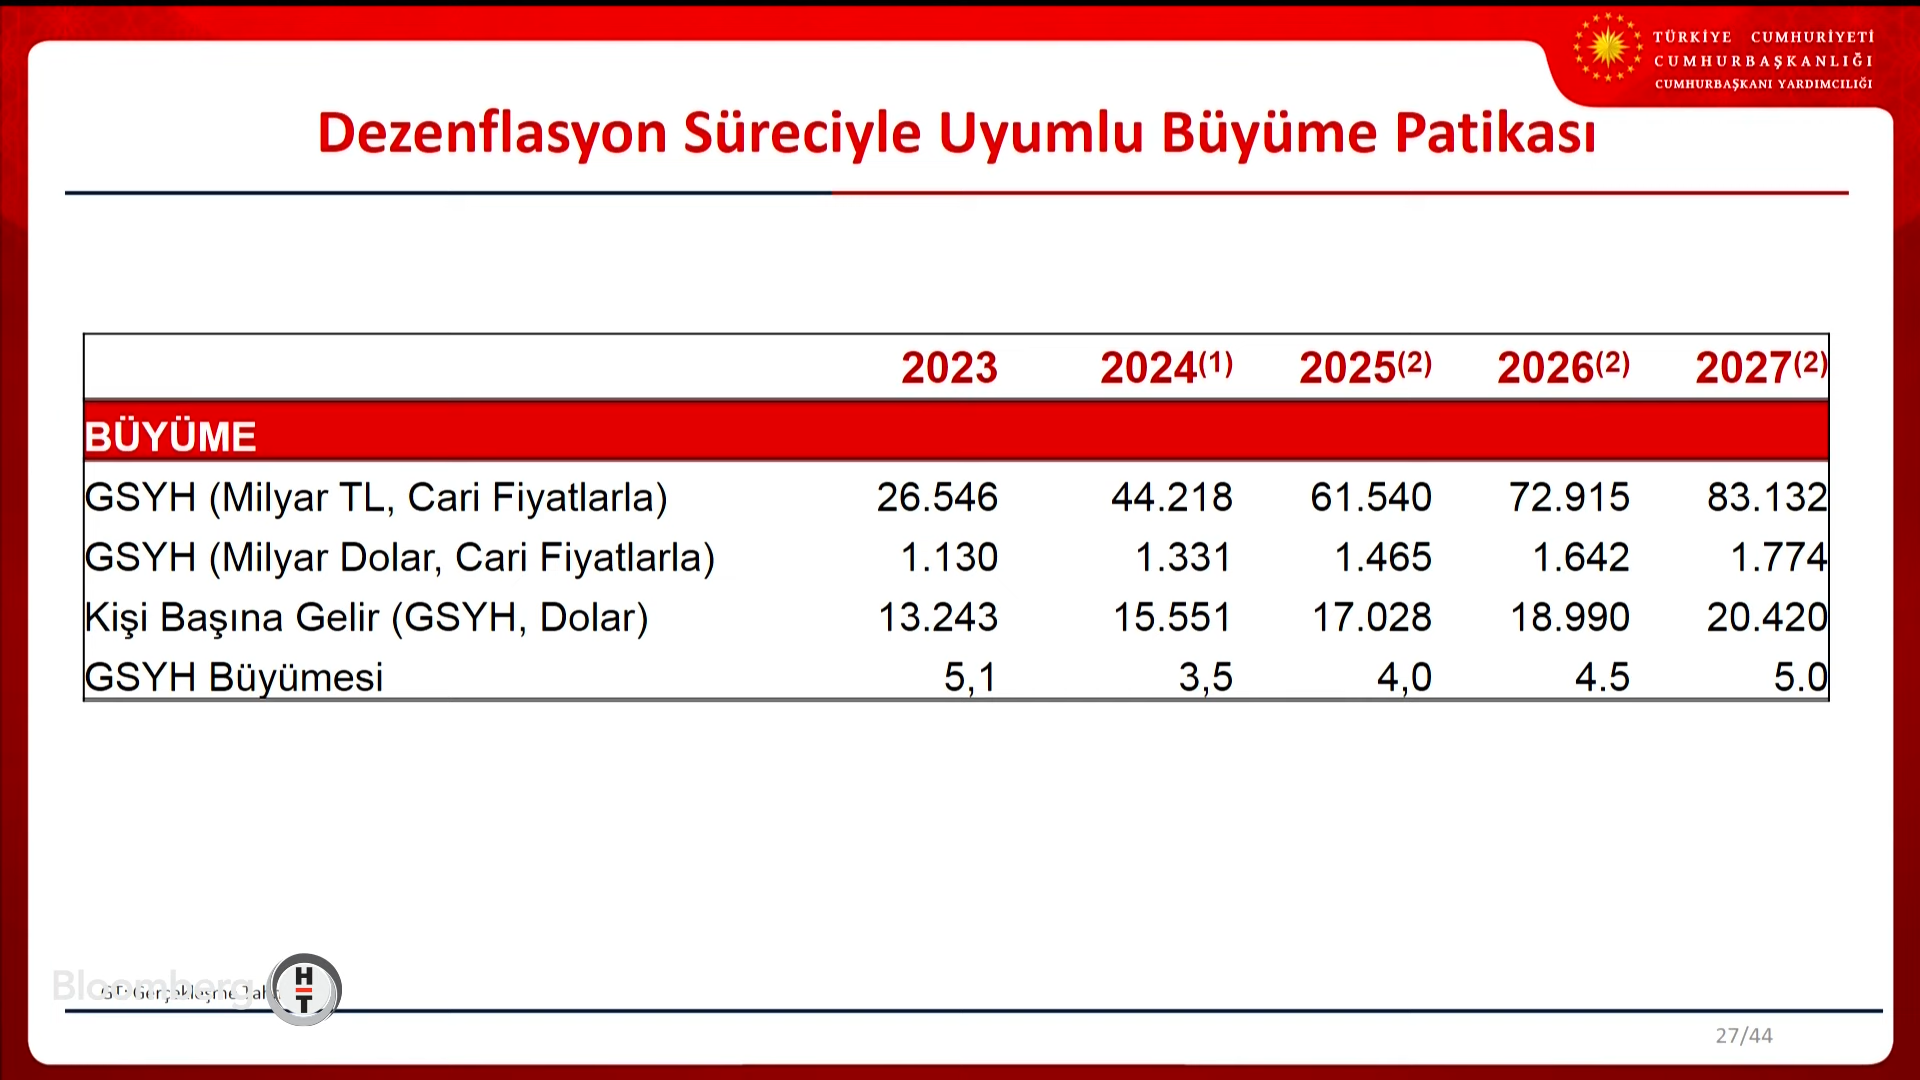 TÜRKİYE CUMHURİYETİ
CUMHURBAŞKANLIĞI
CUMHURBAŞKANI YARDIMCILIĞI
Dezenflasyon Süreciyle Uyumlu Büyüme Patikası
2023 2024(1) 2025(2) 2026(2) 2027(2)
BÜYÜME
GSYH (Milyar TL, Cari Fiyatlarla) 26.546 44.218 61.540 72.915 83.132
GSYH (Milyar Dolar, Cari Fiyatlarla) 1.130 1.331 1.465 1.642 1.774
Kişi Başına Gelir (GSYH, Dolar) 13.243 15.551 17.028 18.990 20.420
GSYH Büyümesi 5,1 3,5 4,0 4.5 5.0
Bloomberg HT
Gerçekleşme
27/44